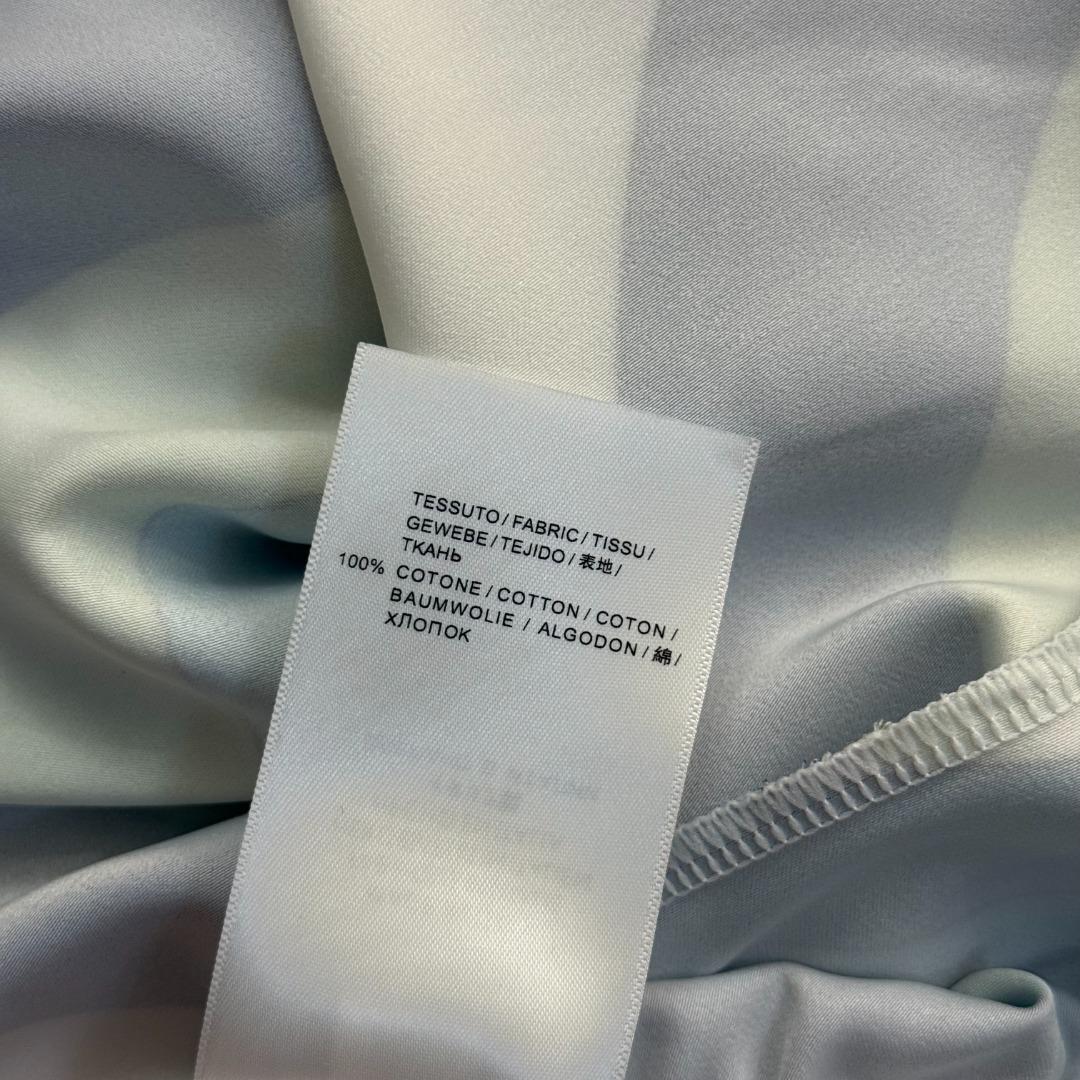 TESSUTO / FABRIC / TISSU /
GEWEBE / TEJIDO / 表地 /
ТКАНЬ
100% COTONE / COTTON / COTON /
BAUMWOLIE / ALGODON / 綿 /
ХЛОПОК